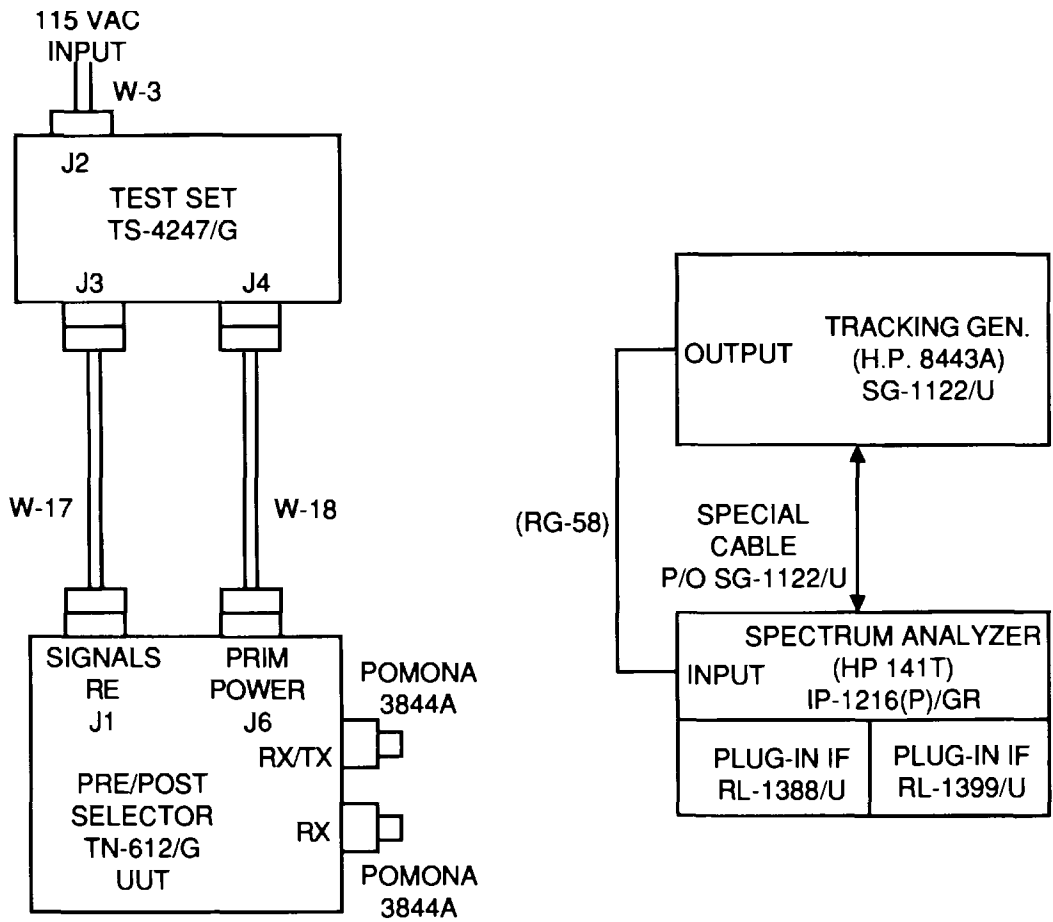 115 VAC
INPUT
W-3
J2
TEST SET
TS-4247/G
J3
J4
W-17
W-18
SIGNALS
RE
J1
PRIM
POWER
J6
RX/TX
RX
PRE/POST
SELECTOR
TN-612/G
UUT
POMONA
3844A
POMONA
3844A
OUTPUT
TRACKING GEN.
(H.P. 8443A)
SG-1122/U
(RG-58)
SPECIAL
CABLE
P/O SG-1122/U
SPECTRUM ANALYZER
(HP 141T)
IP-1216(P)/GR
INPUT
PLUG-IN IF
RL-1388/U
PLUG-IN IF
RL-1399/U